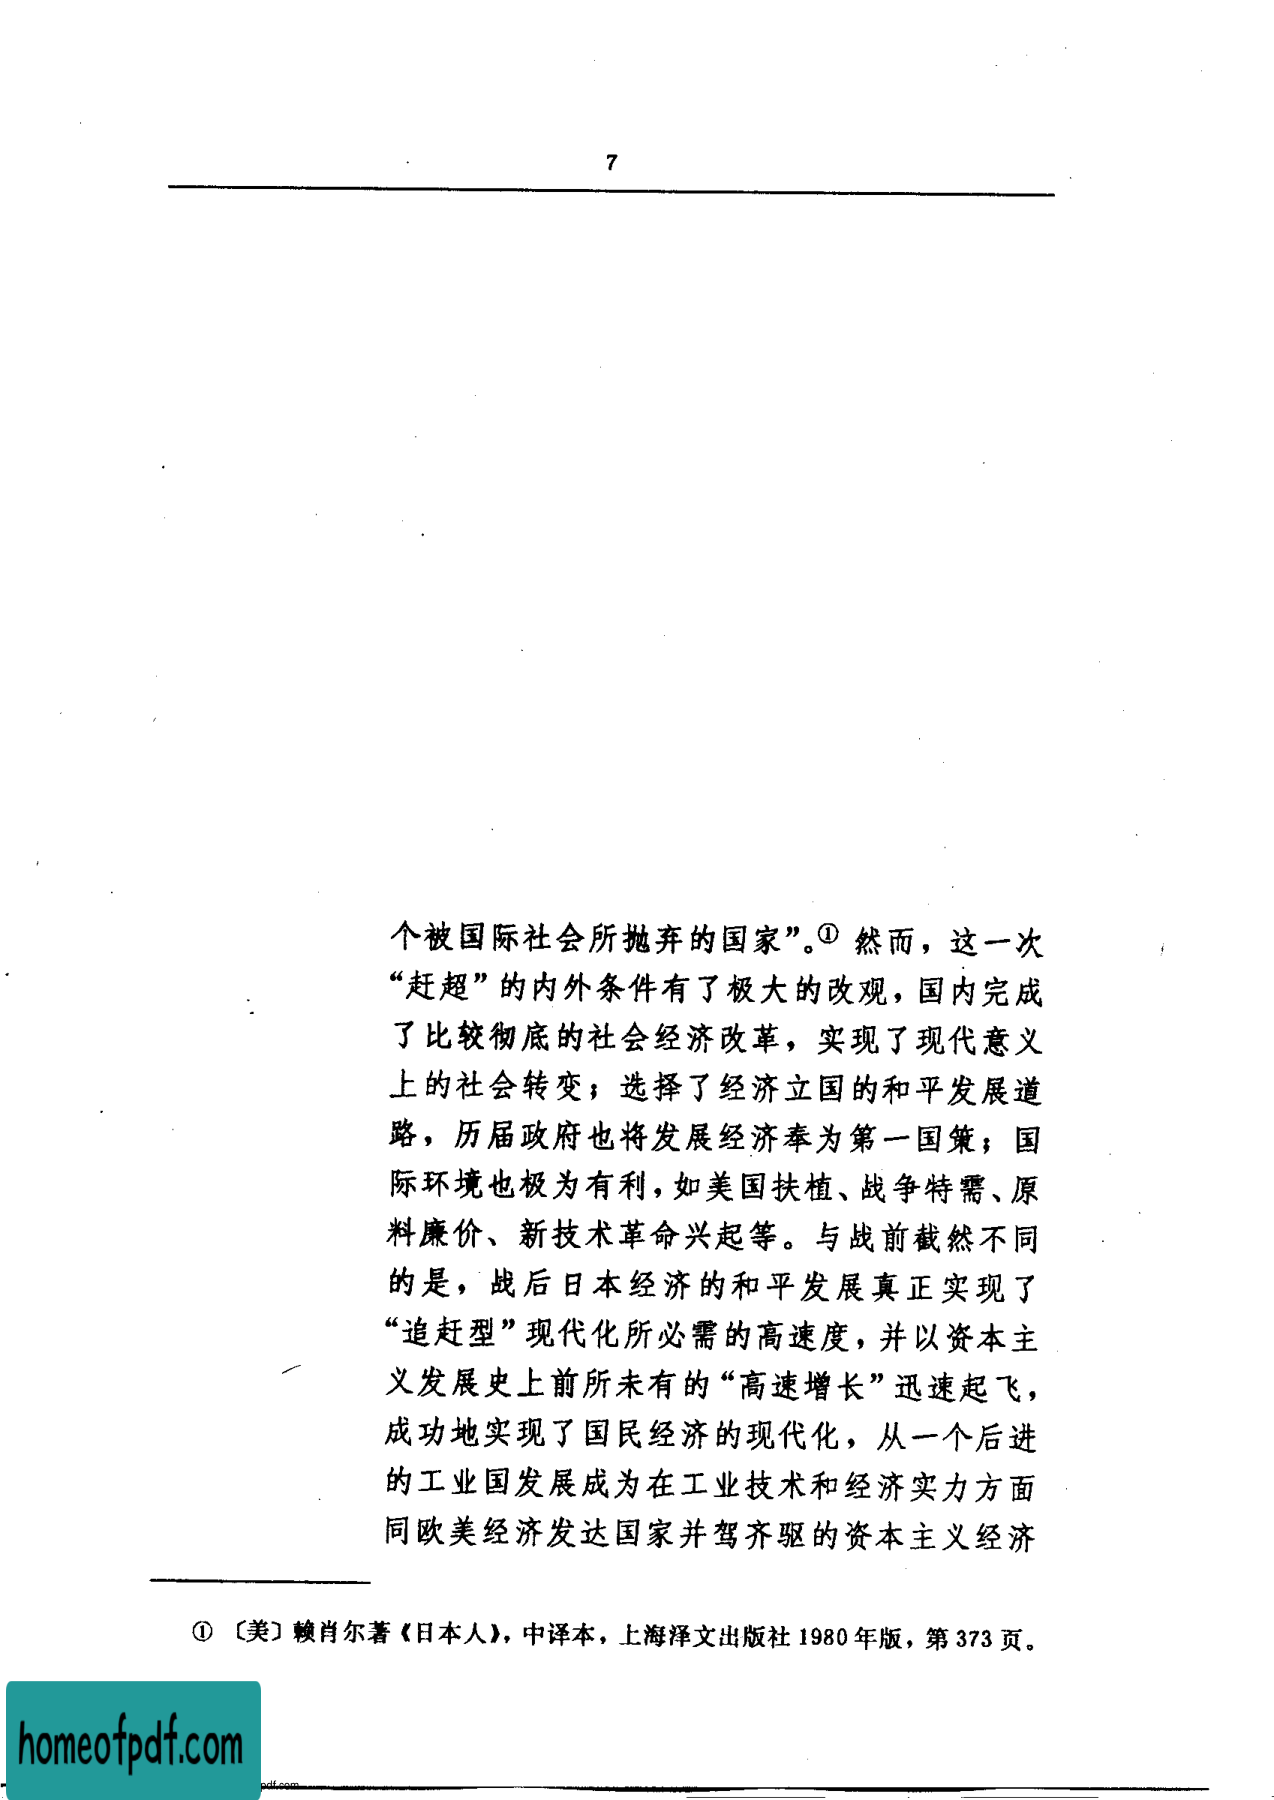 7
个被国际社会所抛弃的国家”。① 然而，这一次
“赶超”的内外条件有了极大的改观，国内完成
了比较彻底的社会经济改革，实现了现代意义
上的社会转变；选择了经济立国的和平发展道
路，历届政府也将发展经济奉为第一国策；国
际环境也极为有利，如美国扶植、战争特需、原
料廉价、新技术革命兴起等。与战前截然不同
的是，战后日本经济的和平发展真正实现了
“追赶型”现代化所必需的高速度，并以资本主
义发展史上前所未有的“高速增长”迅速起飞，
成功地实现了国民经济的现代化，从一个后进
的工业国发展成为在工业技术和经济实力方面
同欧美经济发达国家并驾齐驱的资本主义经济
① 〔美〕赖肖尔著《日本人》，中译本，上海泽文出版社 1980 年版，第 373 页。
homeofpdf.com
pdf.com